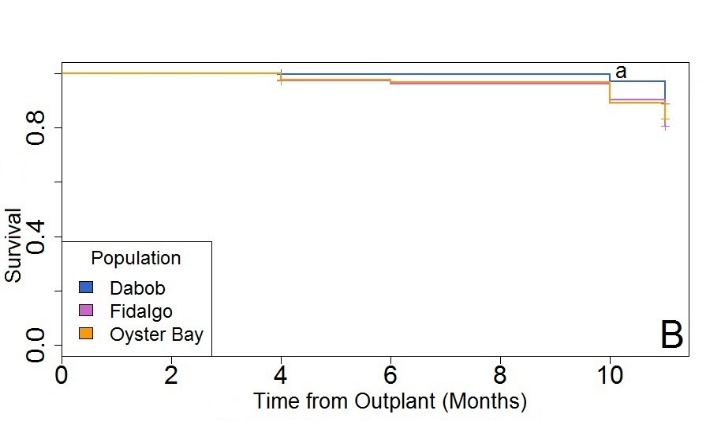 a
0.8
0.4
0.0
Survival
Population
Dabob
Fidalgo
Oyster Bay
B
0 2 4 6 8 10
Time from Outplant (Months)